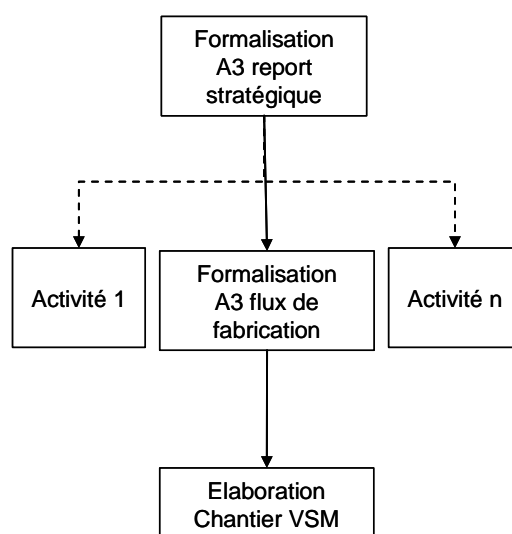 Formalisation
A3 report
stratégique
Activité 1
Formalisation
A3 flux de
fabrication
Activité n
Elaboration
Chantier VSM